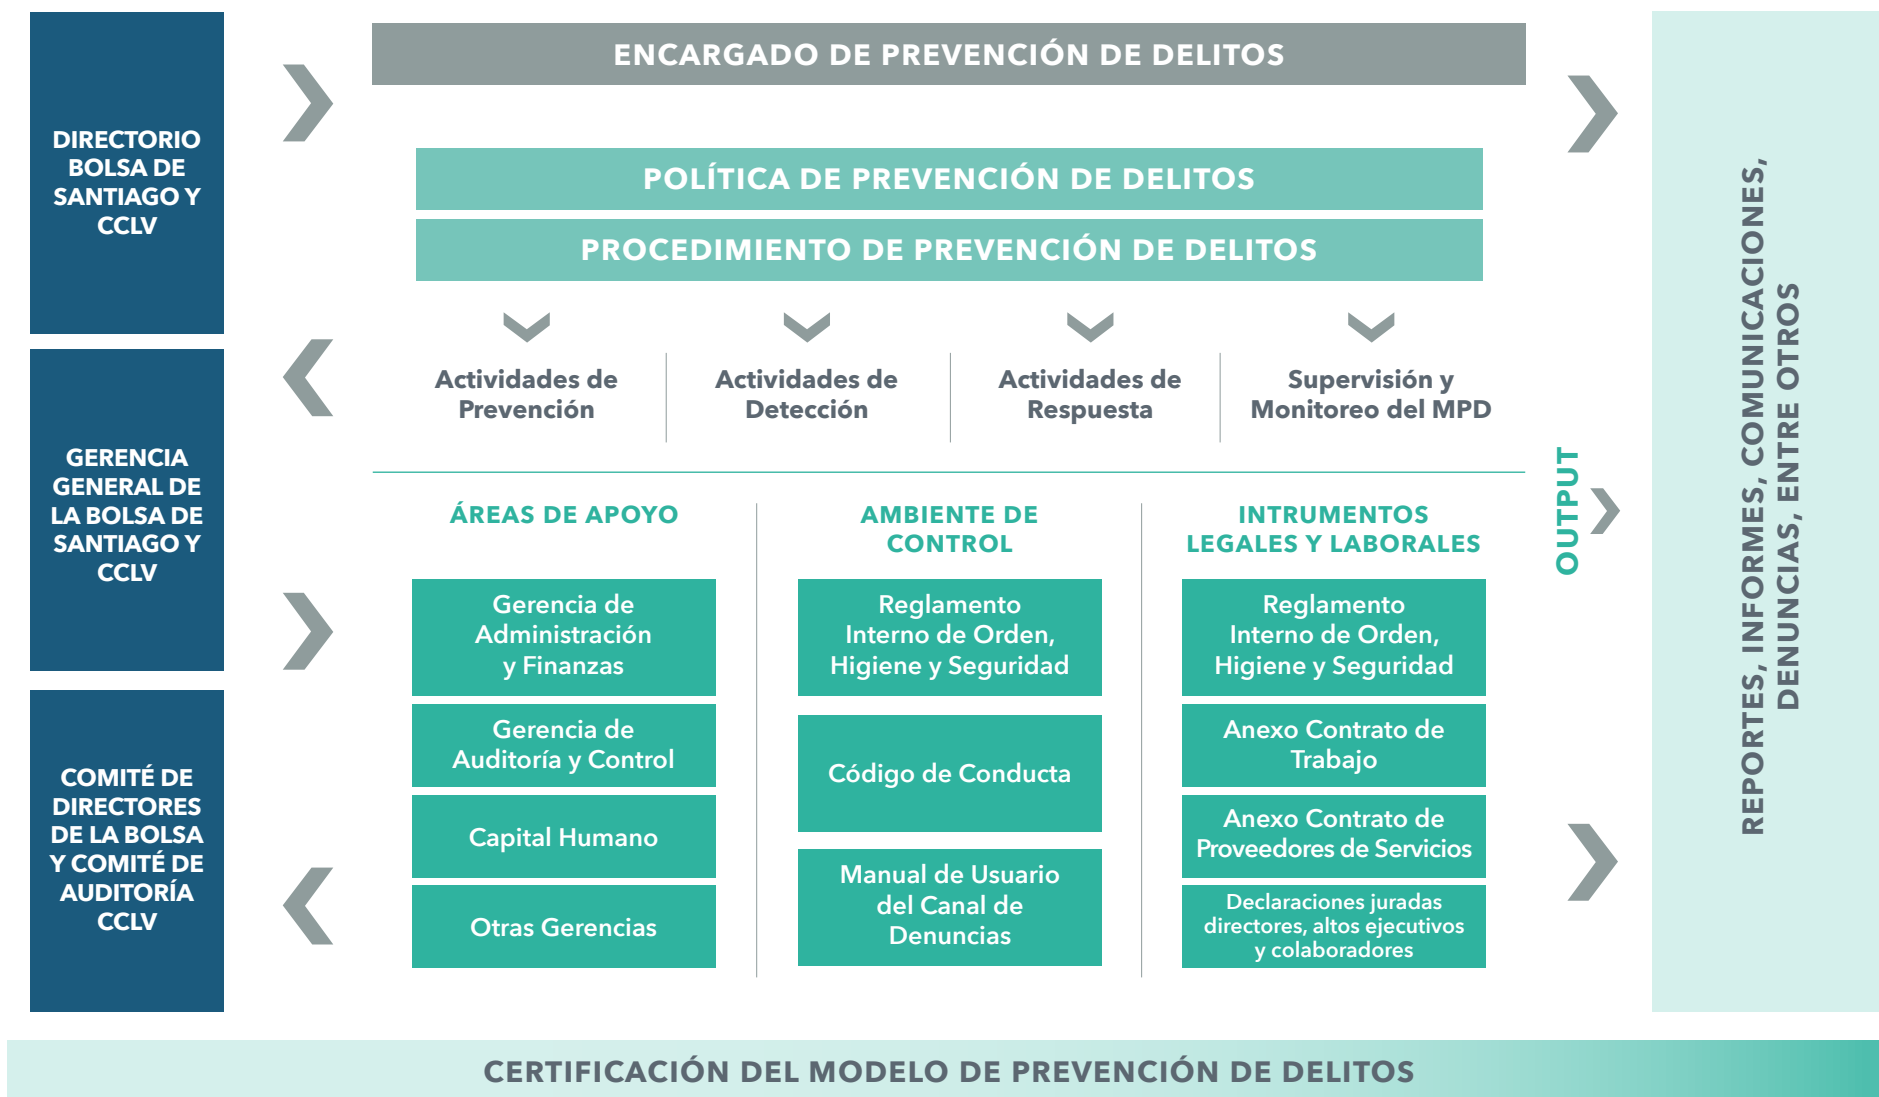 ENCARGADO DE PREVENCIÓN DE DELITOS
DIRECTORIO
BOLSA DE
SANTIAGO Y
CCLV
GERENCIA
GENERAL DE
LA BOLSA DE
SANTIAGO Y
CCLV
COMITÉ DE
DIRECTORES
DE LA BOLSA
Y COMITÉ DE
AUDITORÍA
CCLV
POLÍTICA DE PREVENCIÓN DE DELITOS
PROCEDIMIENTO DE PREVENCIÓN DE DELITOS
Actividades de
Prevención
Actividades de
Detección
Actividades de
Respuesta
Supervisión y
Monitoreo del MPD
ÁREAS DE APOYO
Gerencia de
Administración
y Finanzas
Gerencia de
Auditoría y Control
Capital Humano
Otras Gerencias
AMBIENTE DE
CONTROL
Reglamento
Interno de Orden,
Higiene y Seguridad
Código de Conducta
Manual de Usuario
del Canal de
Denuncias
INTRUMENTOS
LEGALES Y LABORALES
Reglamento
Interno de Orden,
Higiene y Seguridad
Anexo Contrato de
Trabajo
Anexo Contrato de
Proveedores de Servicios
Declaraciones juradas
directores, altos ejecutivos
y colaboradores
OUTPUT
REPORTES, INFORMES, COMUNICACIONES,
DENUNCIAS, ENTRE OTROS
CERTIFICACIÓN DEL MODELO DE PREVENCIÓN DE DELITOS